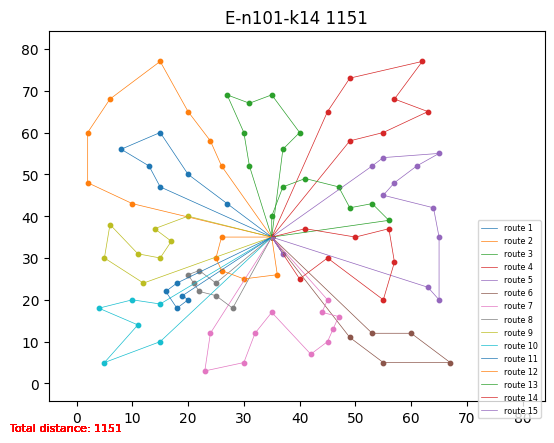 E-n101-k14 1151
80
70
60
50
40
30
20
10
0
0 10 20 30 40 50 60 70 80
route 1
route 2
route 3
route 4
route 5
route 6
route 7
route 8
route 9
route 10
route 11
route 12
route 13
route 14
route 15
Total distance: 1151